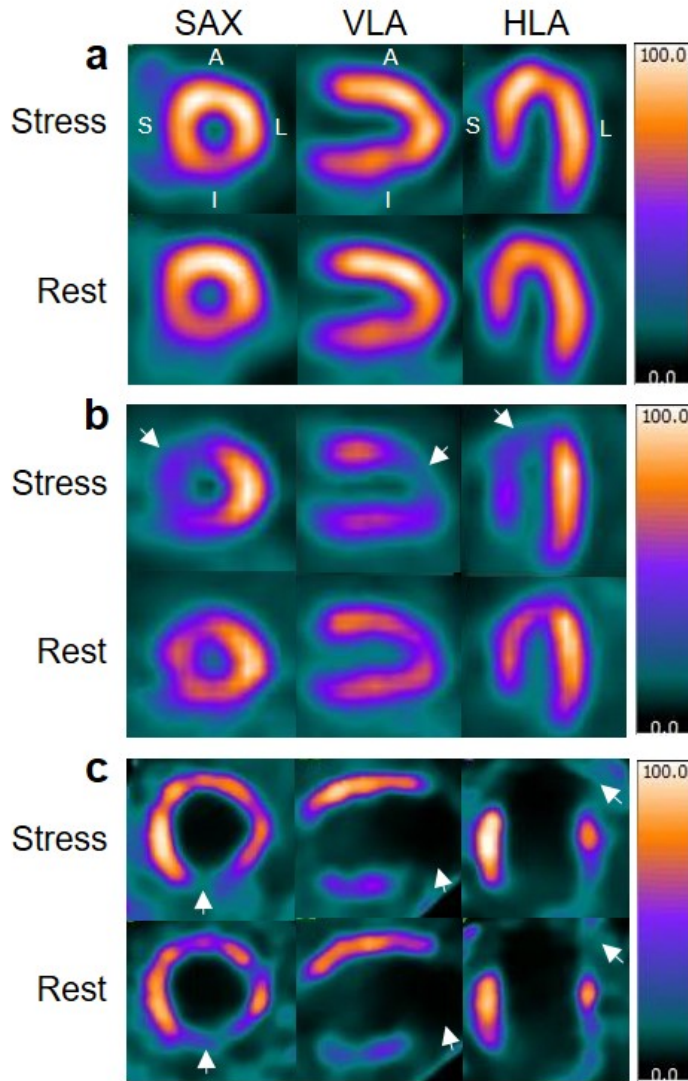 SAX VLA HLA
a
Stress
A A
S L S L
I I
100.0
0.0
Rest
b
Stress
100.0
0.0
Rest
c
Stress
100.0
0.0
Rest